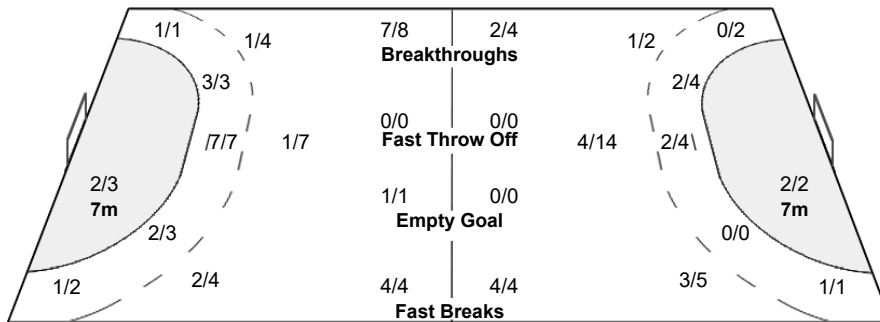 1/1 7/8 2/4 0/2
1/4 1/2
Breakthroughs
3/3 2/4
0/0 0/0
7/7 1/7 Fast Throw Off 4/14 2/4
2/3 2/2
7m 7m
1/1 0/0
Empty Goal
2/3 0/0
2/4 3/5
1/2 4/4 4/4 1/1
Fast Breaks